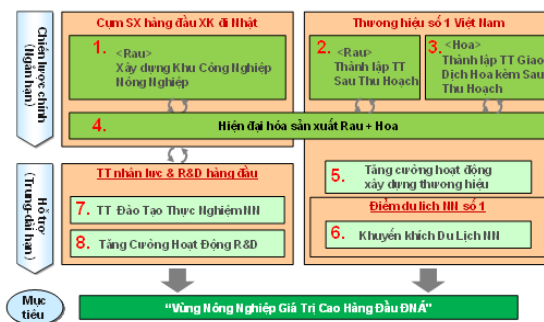 Chiến lược chính
(Ngắn hạn)
Cụm SX hàng đầu XK đi Nhật
1. <Rau>
Xây dựng Khu Công Nghiệp
Nông Nghiệp
Thương hiệu số 1 Việt Nam
2. <Rau>
Thành lập TT
Sau Thu Hoạch
3. <Hoa>
Thành lập TT Giao
Dịch Hoa kèm Sau
Thu Hoạch
4. Hiện đại hóa sản xuất Rau + Hoa
Hỗ trợ
(Trung-dài hạn)
TT nhân lực & R&D hàng đầu
7. TT Đào Tạo Thực Nghiệm NN
8. Tăng Cường Hoạt Động R&D
5. Tăng cường hoạt động
xây dựng thương hiệu
Điểm du lich NN số 1
6. Khuyến khích Du Lịch NN
Mục
tiêu
“Vùng Nông Nghiệp Giá Trị Cao Hàng Đầu ĐNÁ”